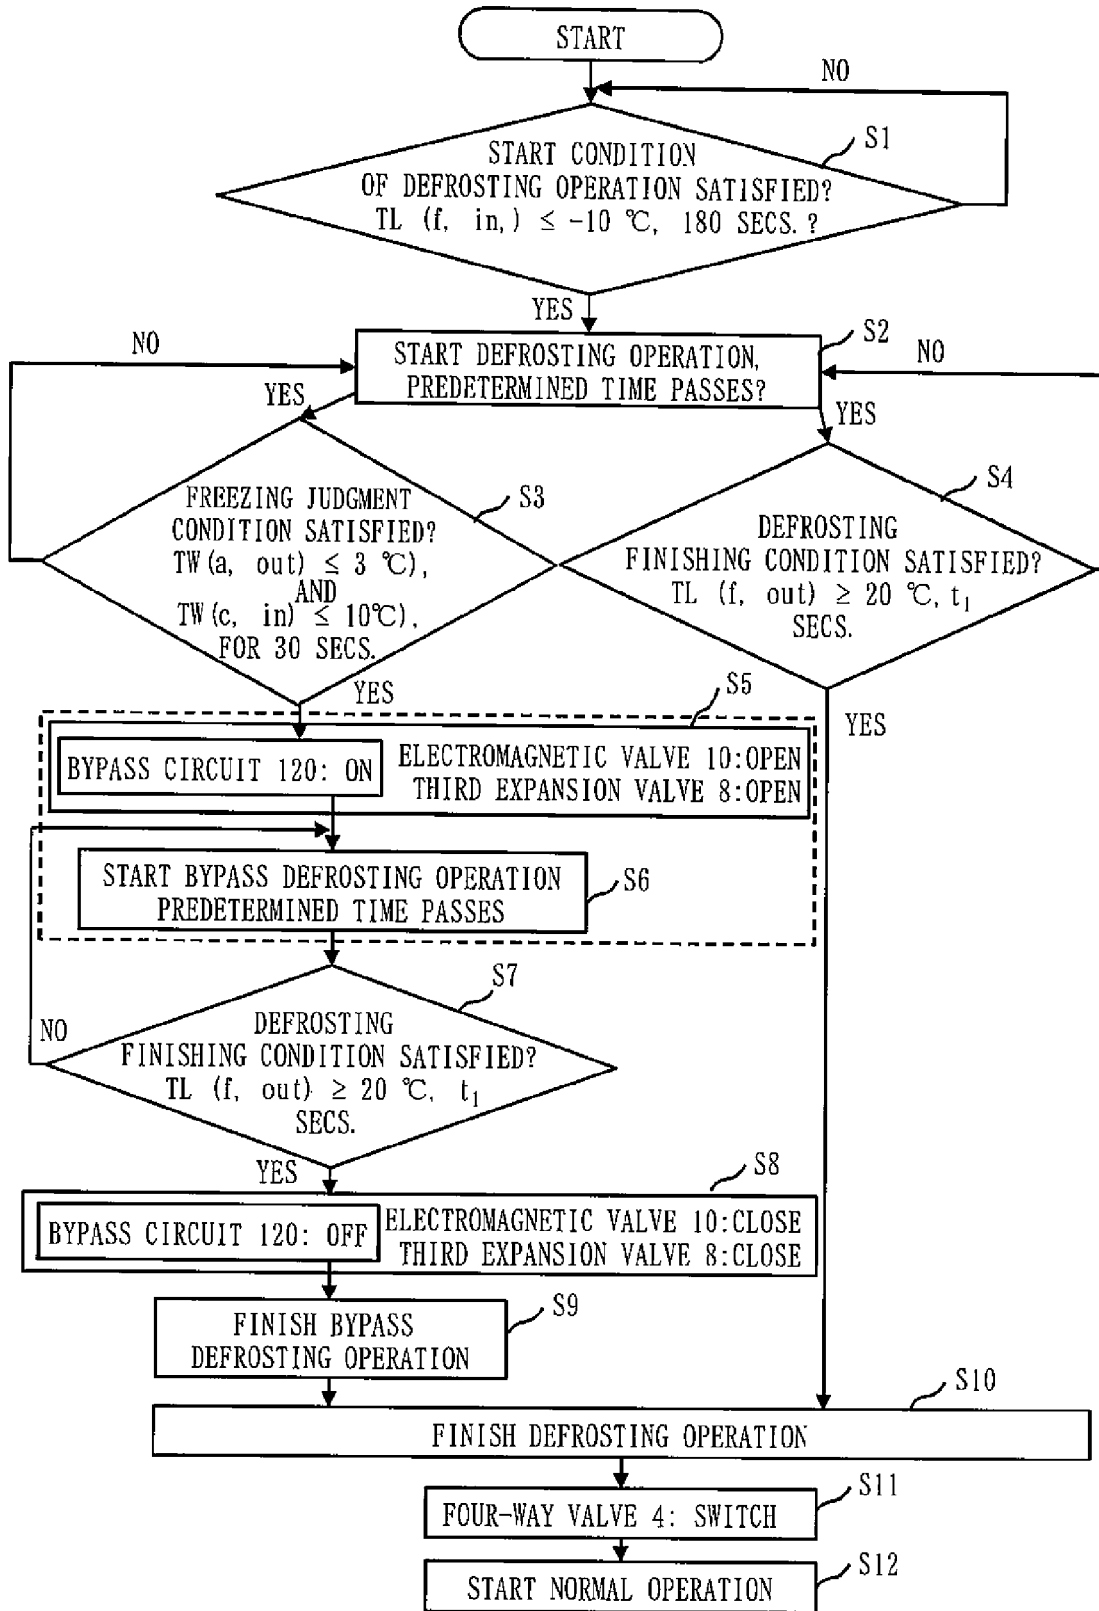 START
NO
S1
START CONDITION
OF DEFROSTING OPERATION SATISFIED?
TL (f, in,) ≤ -10 ℃, 180 SECS.?
YES
S2
NO
NO
START DEFROSTING OPERATION,
PREDETERMINED TIME PASSES?
YES
YES
S3
FREEZING JUDGMENT
CONDITION SATISFIED?
TW(a, out) ≤ 3 ℃),
AND
TW(c, in) ≤ 10℃),
FOR 30 SECS.
S4
DEFROSTING
FINISHING CONDITION SATISFIED?
TL (f, out) ≥ 20 ℃, t1
SECS.
YES
YES
S5
BYPASS CIRCUIT 120: ON
ELECTROMAGNETIC VALVE 10:OPEN
THIRD EXPANSION VALVE 8:OPEN
START BYPASS DEFROSTING OPERATION
PREDETERMINED TIME PASSES
S6
S7
NO
DEFROSTING
FINISHING CONDITION SATISFIED?
TL (f, out) ≥ 20 ℃, t1
SECS.
YES
S8
BYPASS CIRCUIT 120: OFF
ELECTROMAGNETIC VALVE 10:CLOSE
THIRD EXPANSION VALVE 8:CLOSE
S9
FINISH BYPASS
DEFROSTING OPERATION
S10
FINISH DEFROSTING OPERATION
S11
FOUR-WAY VALVE 4: SWITCH
S12
START NORMAL OPERATION